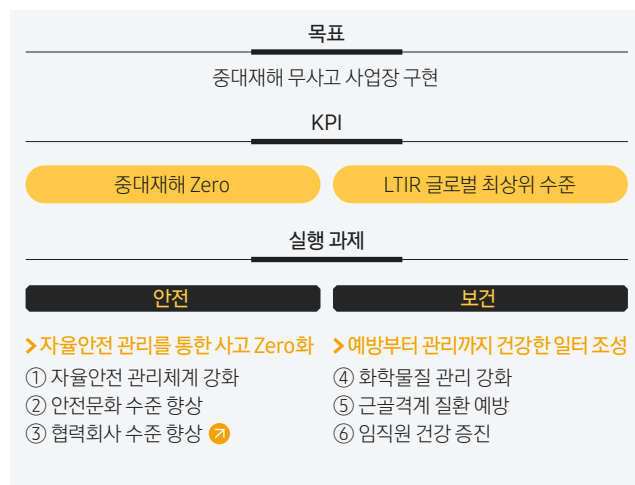 목표
중대재해 무사고 사업장 구현
KPI
중대재해 Zero
LTIR 글로벌 최상위 수준
실행 과제
안전
> 자율안전 관리를 통한 사고 Zero화
① 자율안전 관리체계 강화
② 안전문화 수준 향상
③ 협력회사 수준 향상
보건
> 예방부터 관리까지 건강한 일터 조성
④ 화학물질 관리 강화
⑤ 근골격계 질환 예방
⑥ 임직원 건강 증진